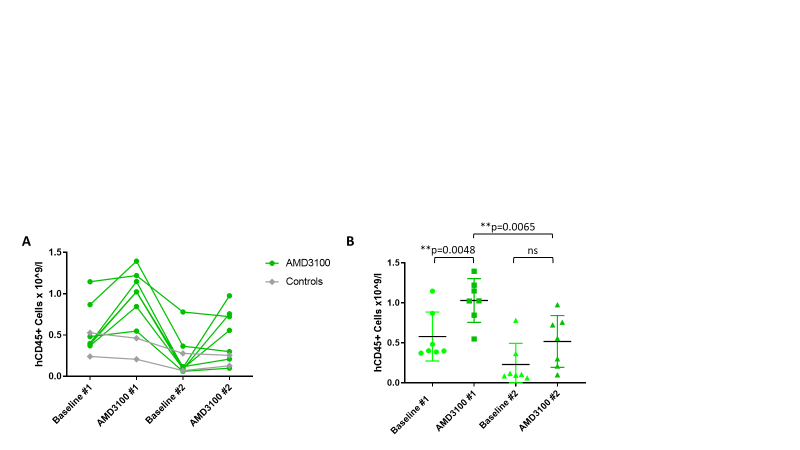 A
hCD45+ Cells x 10^9/l
1.5
1.0
0.5
0.0
Baseline #1
AMD3100 #1
Baseline #2
AMD3100 #2
AMD3100
Controls
B
**p=0.0065
**p=0.0048
ns
hCD45+ Cells x10^9/l
1.5
1.0
0.5
0.0
Baseline #1
AMD3100 #1
Baseline #2
AMD3100 #2